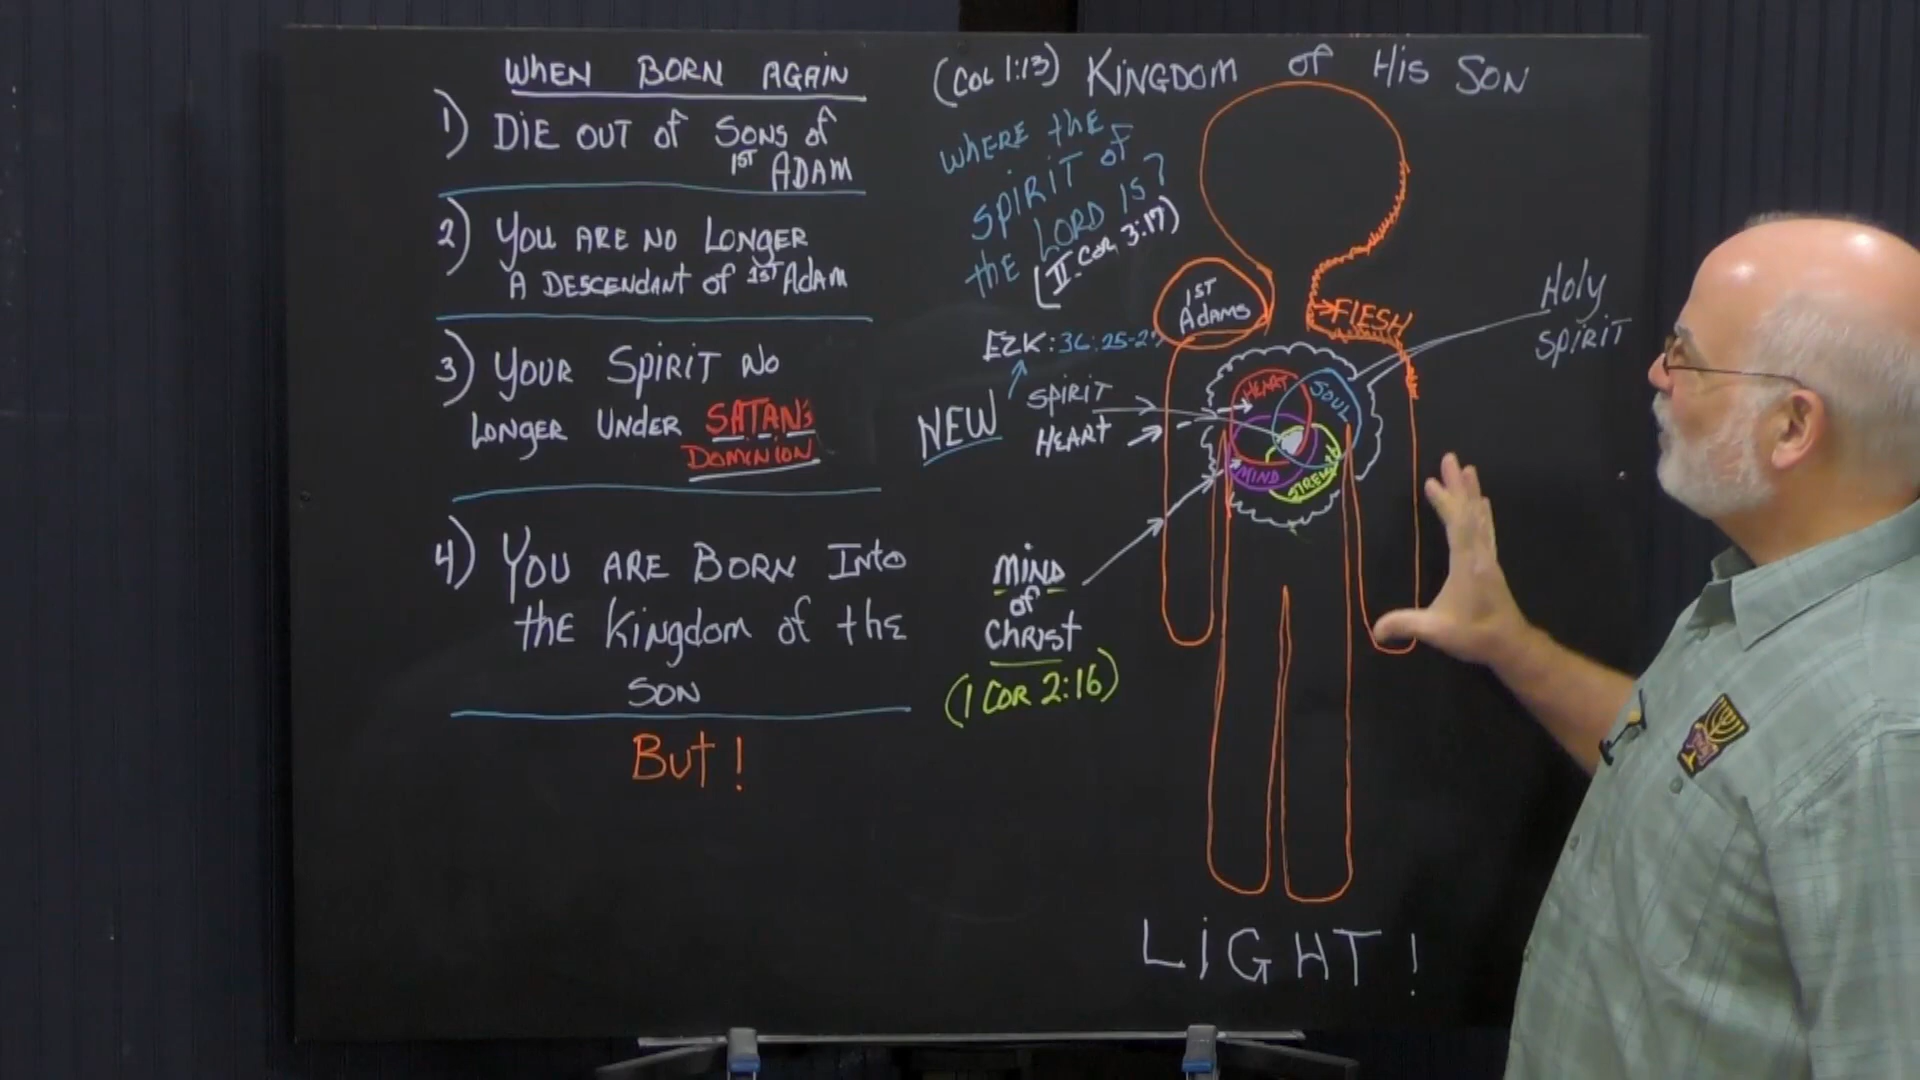 WHEN BORN AGAIN
1) DIE OUT OF SONS OF
1ST ADAM
2) YOU ARE NO LONGER
A DESCENDANT OF 1ST ADAM
3) YOUR SPIRIT NO
LONGER UNDER SATANS
DOMINION
4) YOU ARE BORN INTO
THE KINGDOM OF THE
SON
BUT!
(COL 1:13) KINGDOM OF HIS SON
WHERE THE
SPIRIT OF
THE LORD IS?
(II COR 3:17)
1ST
ADAMS
FLESH
HOLY
SPIRIT
EZK:
NEW
SPIRIT
HEART
HEART
SOUL
MIND
MIND
OF
CHRIST
(1 COR 2:16)
LIGHT!